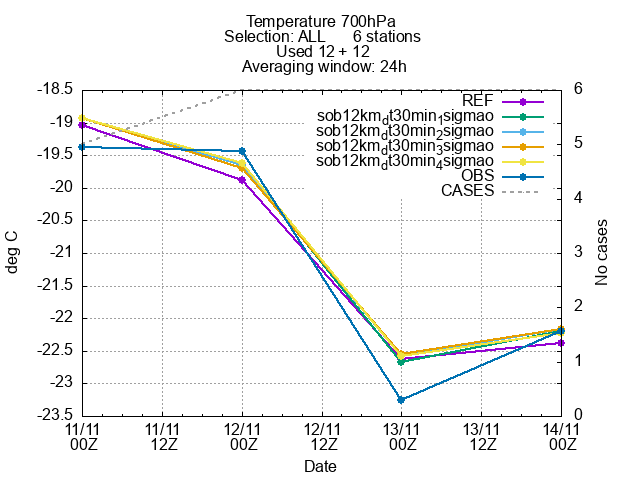 Temperature 700hPa
Selection: ALL 6 stations
Used 12 + 12
Averaging window: 24h
REF
sob12km_dt30min_1sigmao
sob12km_dt30min_2sigmao
sob12km_dt30min_3sigmao
sob12km_dt30min_4sigmao
OBS
CASES
deg C
-18.5
-19
-19.5
-20
-20.5
-21
-21.5
-22
-22.5
-23
-23.5
No cases
6
5
4
3
2
1
0
11/11 11/11 12/11 12/11 13/11 13/11 14/11
00Z 12Z 00Z 12Z 00Z 12Z 00Z
Date